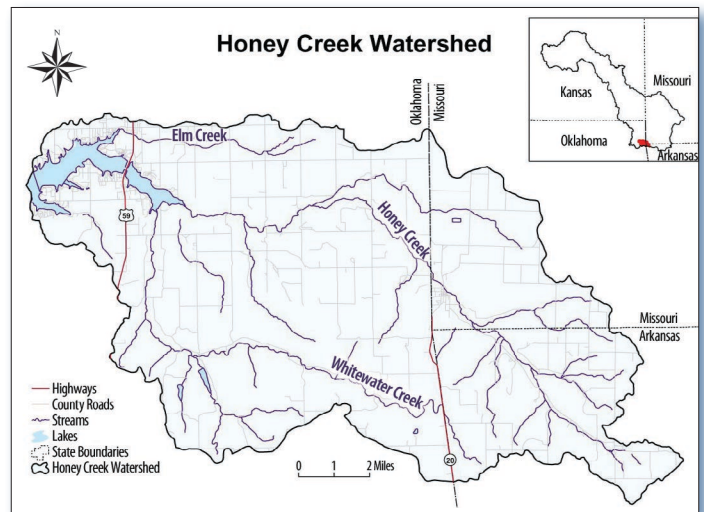 Honey Creek Watershed
N
Kansas
Missouri
Oklahoma
Arkansas
Oklahoma
Missouri
Elm Creek
59
Honey Creek
Missouri
Arkansas
Whitewater Creek
Highways
County Roads
Streams
Lakes
State Boundaries
Honey Creek Watershed
0 1 2 Miles
20